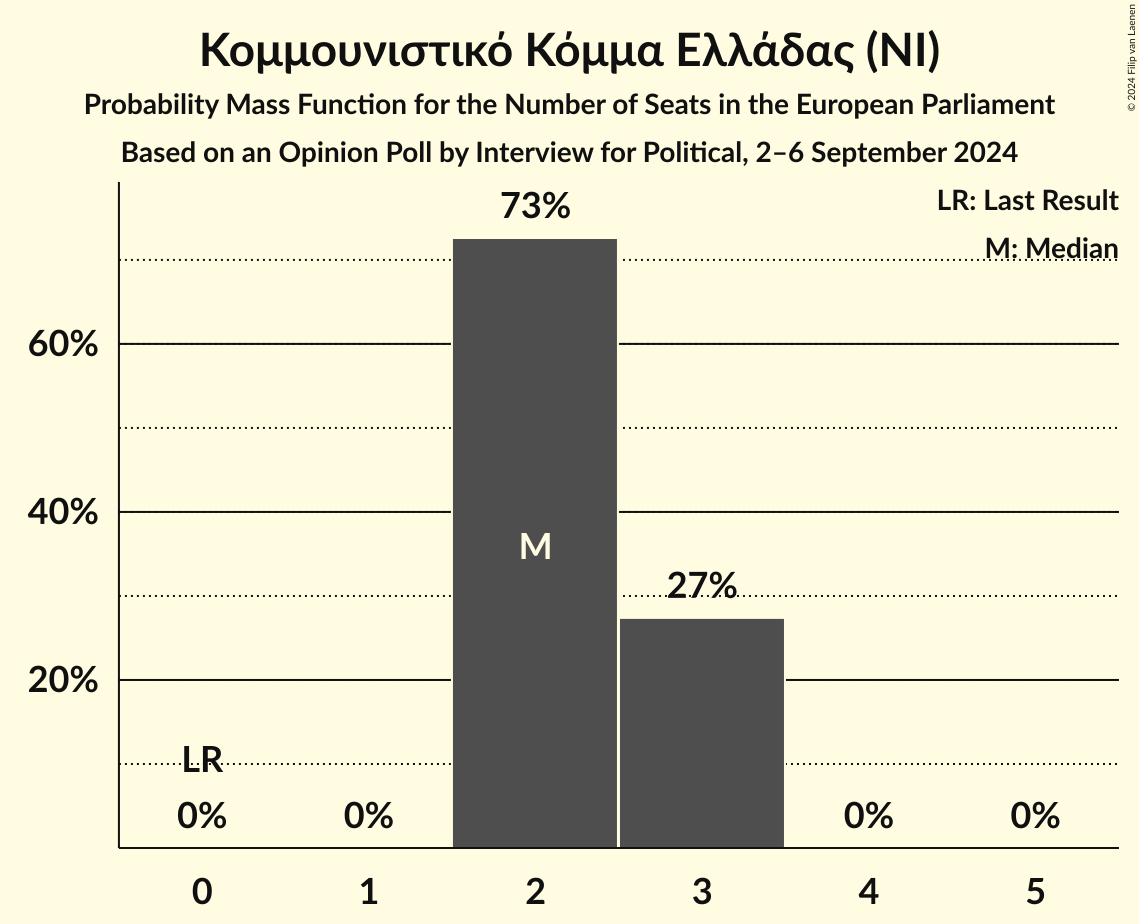 Κομμουνιστικό Κόμμα Ελλάδας (NI)
Probability Mass Function for the Number of Seats in the European Parliament
Based on an Opinion Poll by Interview for Political, 2–6 September 2024
© 2024 Filip van Laenen
LR: Last Result
M: Median
73%
60%
40%
M
27%
20%
LR
0% 0% 0% 0%
0 1 2 3 4 5